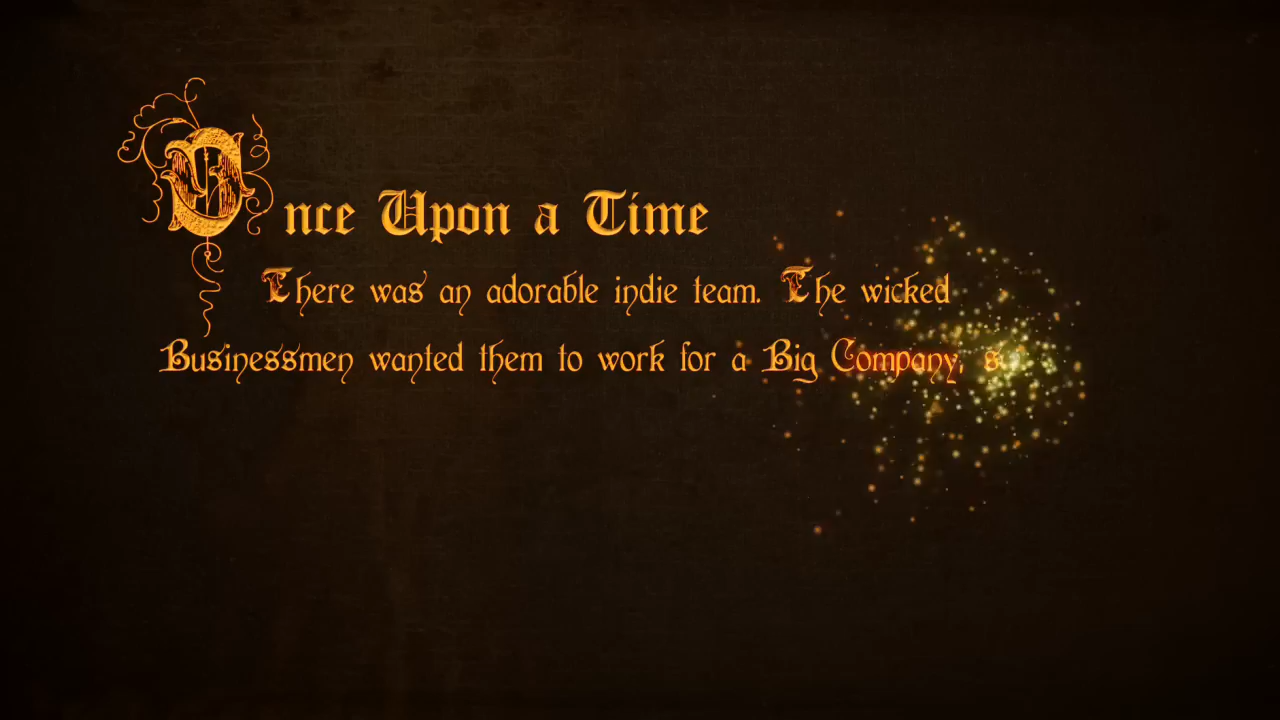 Once Upon a Time
There was an adorable indie team. The wicked
Businessmen wanted them to work for a Big Company,